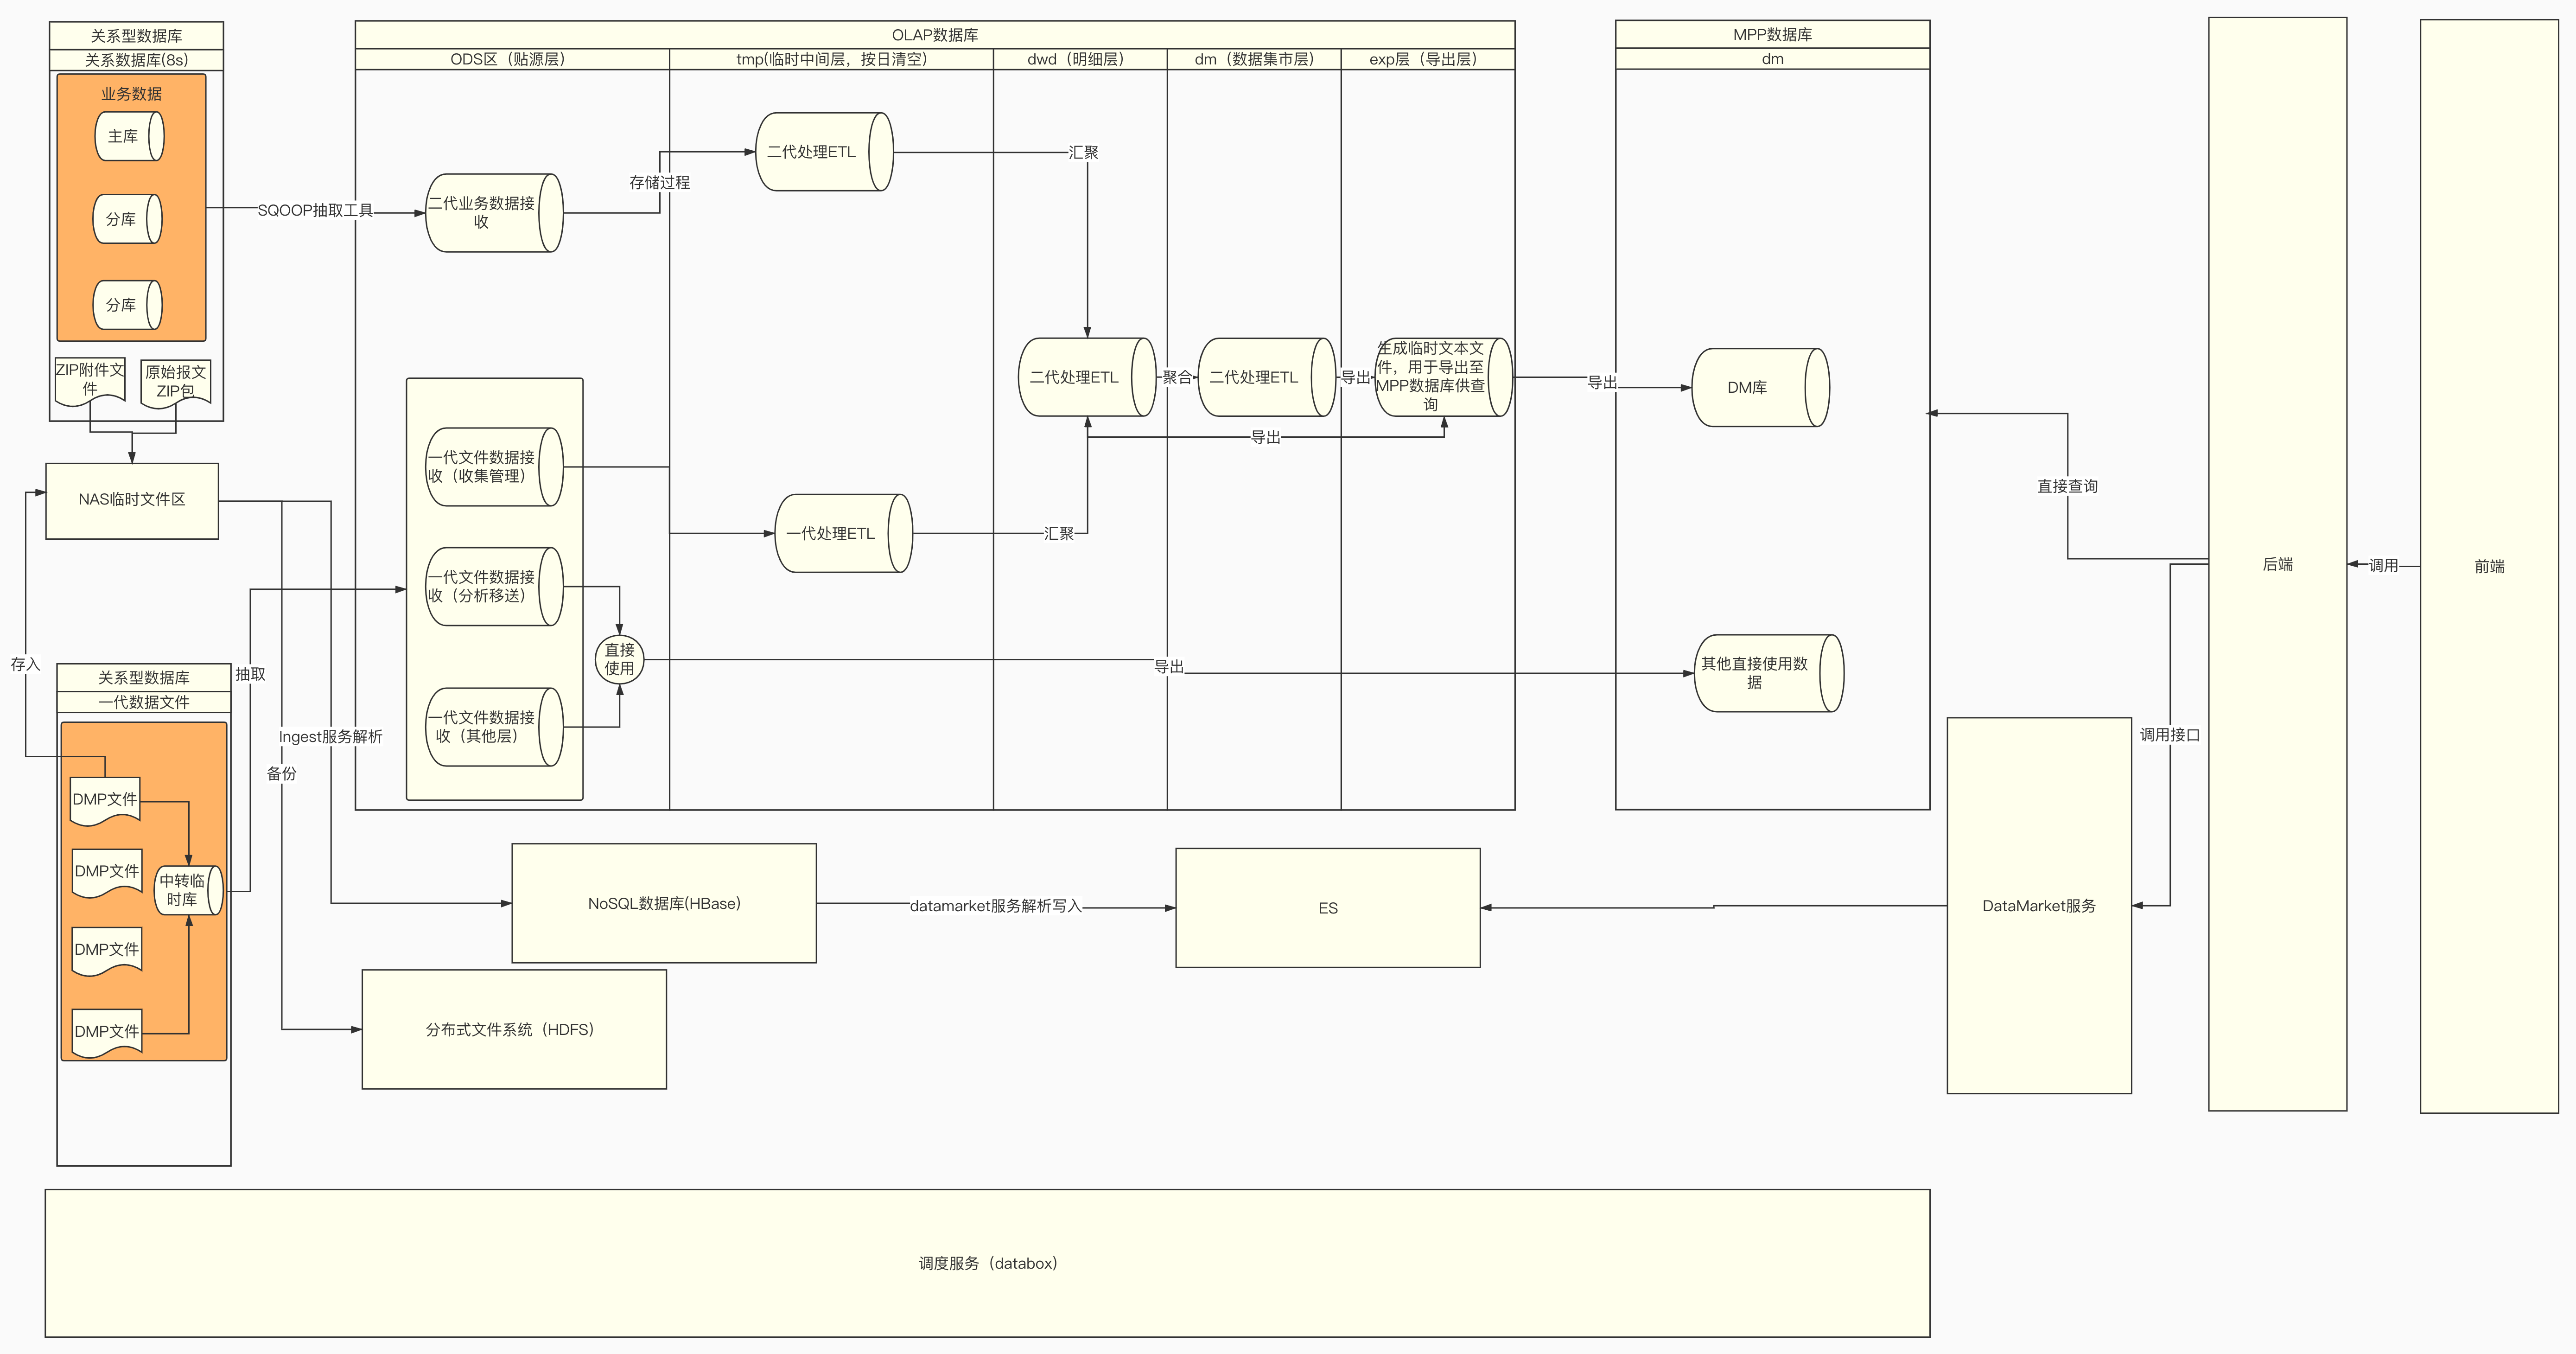 关系型数据库
关系数据库(8s)
业务数据
主库
分库
分库
ZIP附件文
件
原始报文
ZIP包
NAS临时文件区
存入
关系型数据库
一代数据文件
DMP文件
DMP文件
DMP文件
DMP文件
中转临
时库
抽取
备份
Ingest服务解析
SQOOP抽取工具
OLAP数据库
ODS区（贴源层）
tmp(临时中间层，按日清空)
dwd（明细层）
dm（数据集市层）
exp层（导出层）
二代业务数据接
收
存储过程
二代处理ETL
汇聚
二代处理ETL
聚合
二代处理ETL
导出
生成临时文本文
件，用于导出至
MPP数据库供查
询
导出
导出
一代文件数据接
收（收集管理）
一代文件数据接
收（分析移送）
一代文件数据接
收（其他层）
直接
使用
一代处理ETL
汇聚
导出
MPP数据库
dm
DM库
其他直接使用数
据
直接查询
调用接口
后端
调用
前端
NoSQL数据库(HBase)
datamarket服务解析写入
ES
DataMarket服务
分布式文件系统（HDFS）
调度服务（databox）